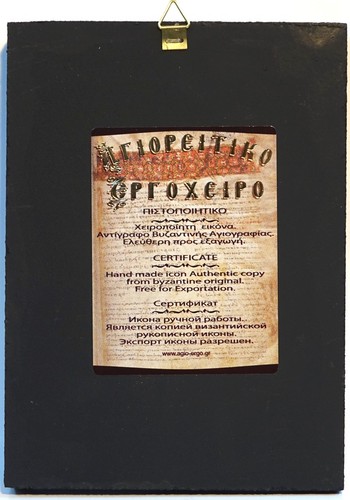 ΑΓΙΟΡΕΙΤΙΚΟ
ΕΡΓΟΧΕΙΡΟ
ΠΙΣΤΟΠΟΙΗΤΙΚΟ
Χειροποίητη εικόνα.
Αντίγραφο Βυζαντινής Αγιογραφίας.
Ελεύθερη προς εξαγωγή.
CERTIFICATE
Hand made icon Authentic copy
from byzantine original.
Free for Exportation.
Сертификат
Икона ручной работы.
Является копией византийской
рукописной иконы.
Экспорт иконы разрешен.
www.agio-ergo.gr